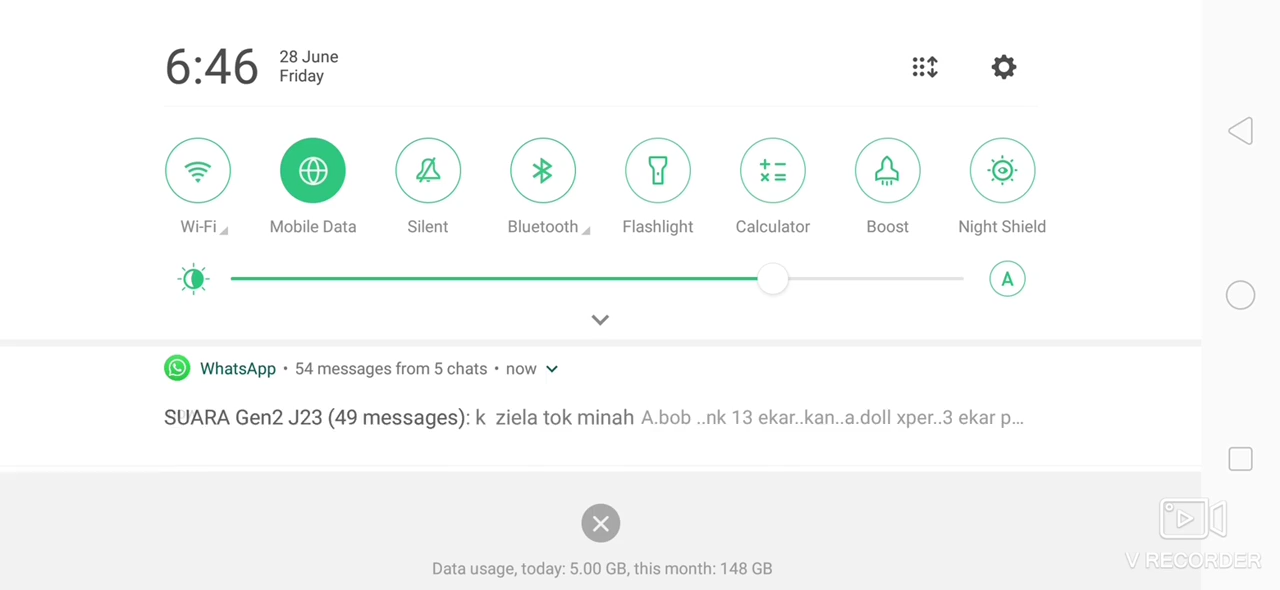 6:46
28 June
Friday
Wi-Fi
Mobile Data
Silent
Bluetooth
Flashlight
Calculator
Boost
Night Shield
A
WhatsApp • 54 messages from 5 chats • now
SUARA Gen2 J23 (49 messages): k ziela tok minah A.bob ..nk 13 ekar..kan..a.doll xper..3 ekar p...
Data usage, today: 5.00 GB, this month: 148 GB
V RECORDER